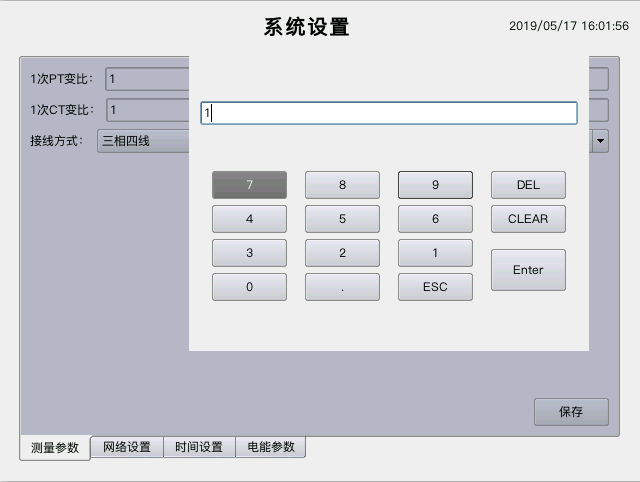 系统设置
2019/05/17 16:01:56
1次PT变比: 1
1次CT变比: 1
接线方式: 三相四线
1
7 8 9 DEL
4 5 6 CLEAR
3 2 1
Enter
0 . ESC
保存
测量参数 网络设置 时间设置 电能参数